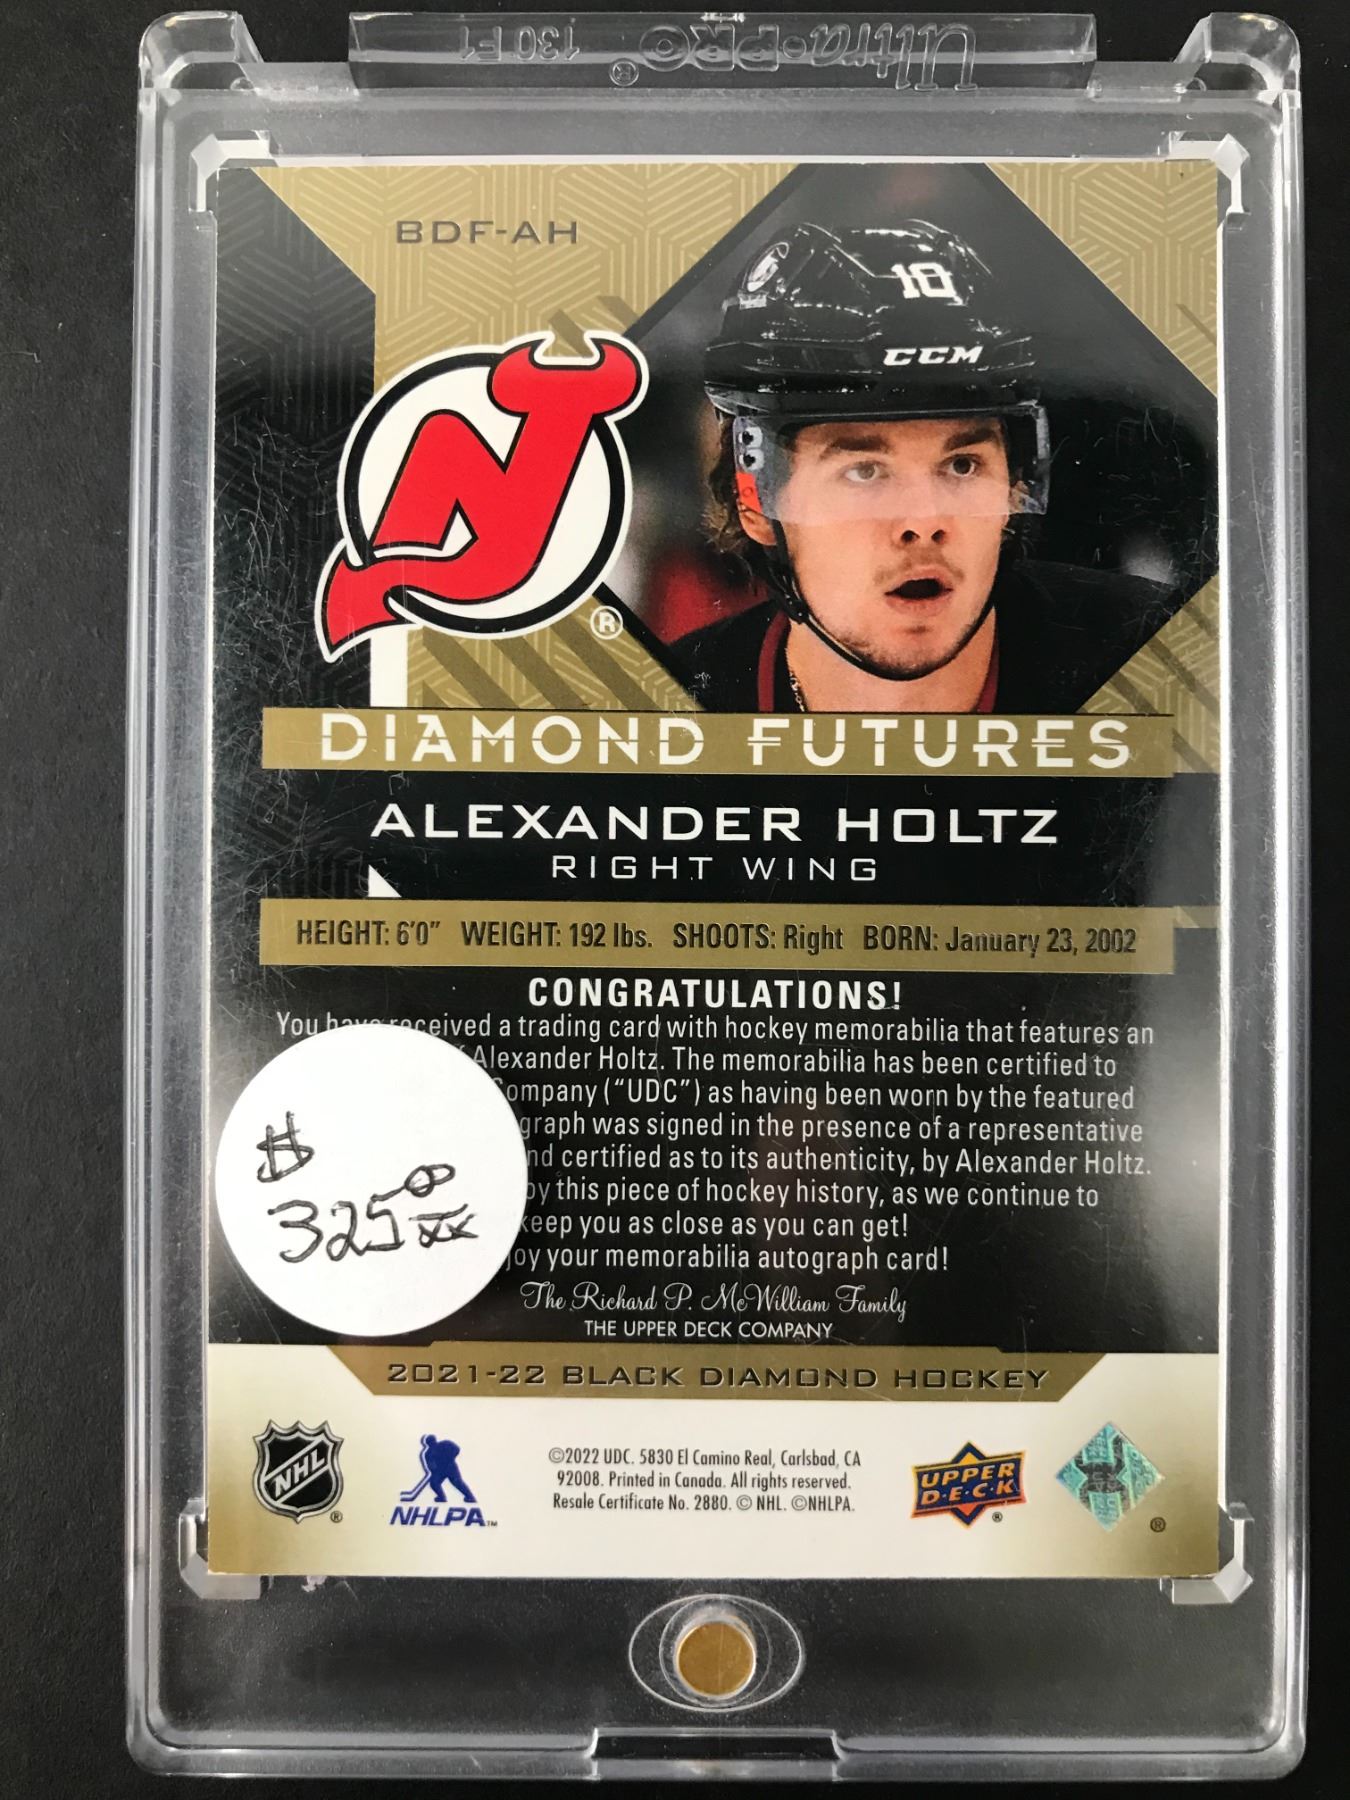 Ultra•PRO® 130 F1
BDF-AH
10
CCM
NJ ®
DIAMOND FUTURES
ALEXANDER HOLTZ
RIGHT WING
HEIGHT: 6'0" WEIGHT: 192 lbs. SHOOTS: Right BORN: January 23, 2002
CONGRATULATIONS!
You have received a trading card with hockey memorabilia that features an
Alexander Holtz. The memorabilia has been certified to
Company ("UDC") as having been worn by the featured
graph was signed in the presence of a representative
nd certified as to its authenticity, by Alexander Holtz.
by this piece of hockey history, as we continue to
keep you as close as you can get!
joy your memorabilia autograph card!
$
325
The Richard P. McWilliam Family
THE UPPER DECK COMPANY
2021-22 BLACK DIAMOND HOCKEY
NHL ®
NHLPA™
©2022 UDC. 5830 El Camino Real, Carlsbad, CA
92008. Printed in Canada. All rights reserved.
Resale Certificate No. 2880. © NHL. ©NHLPA.
UPPER
D•E•C•K
®
®